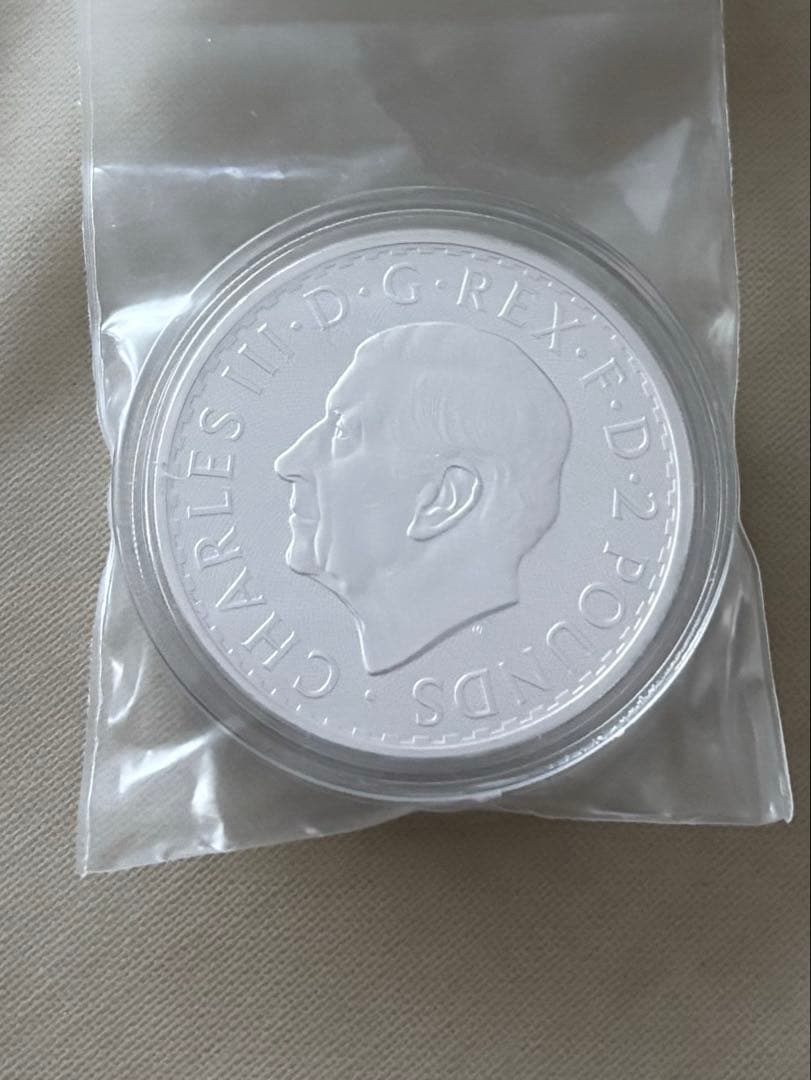 · CHARLES III · D · G · REX · F · D · 2 POUNDS